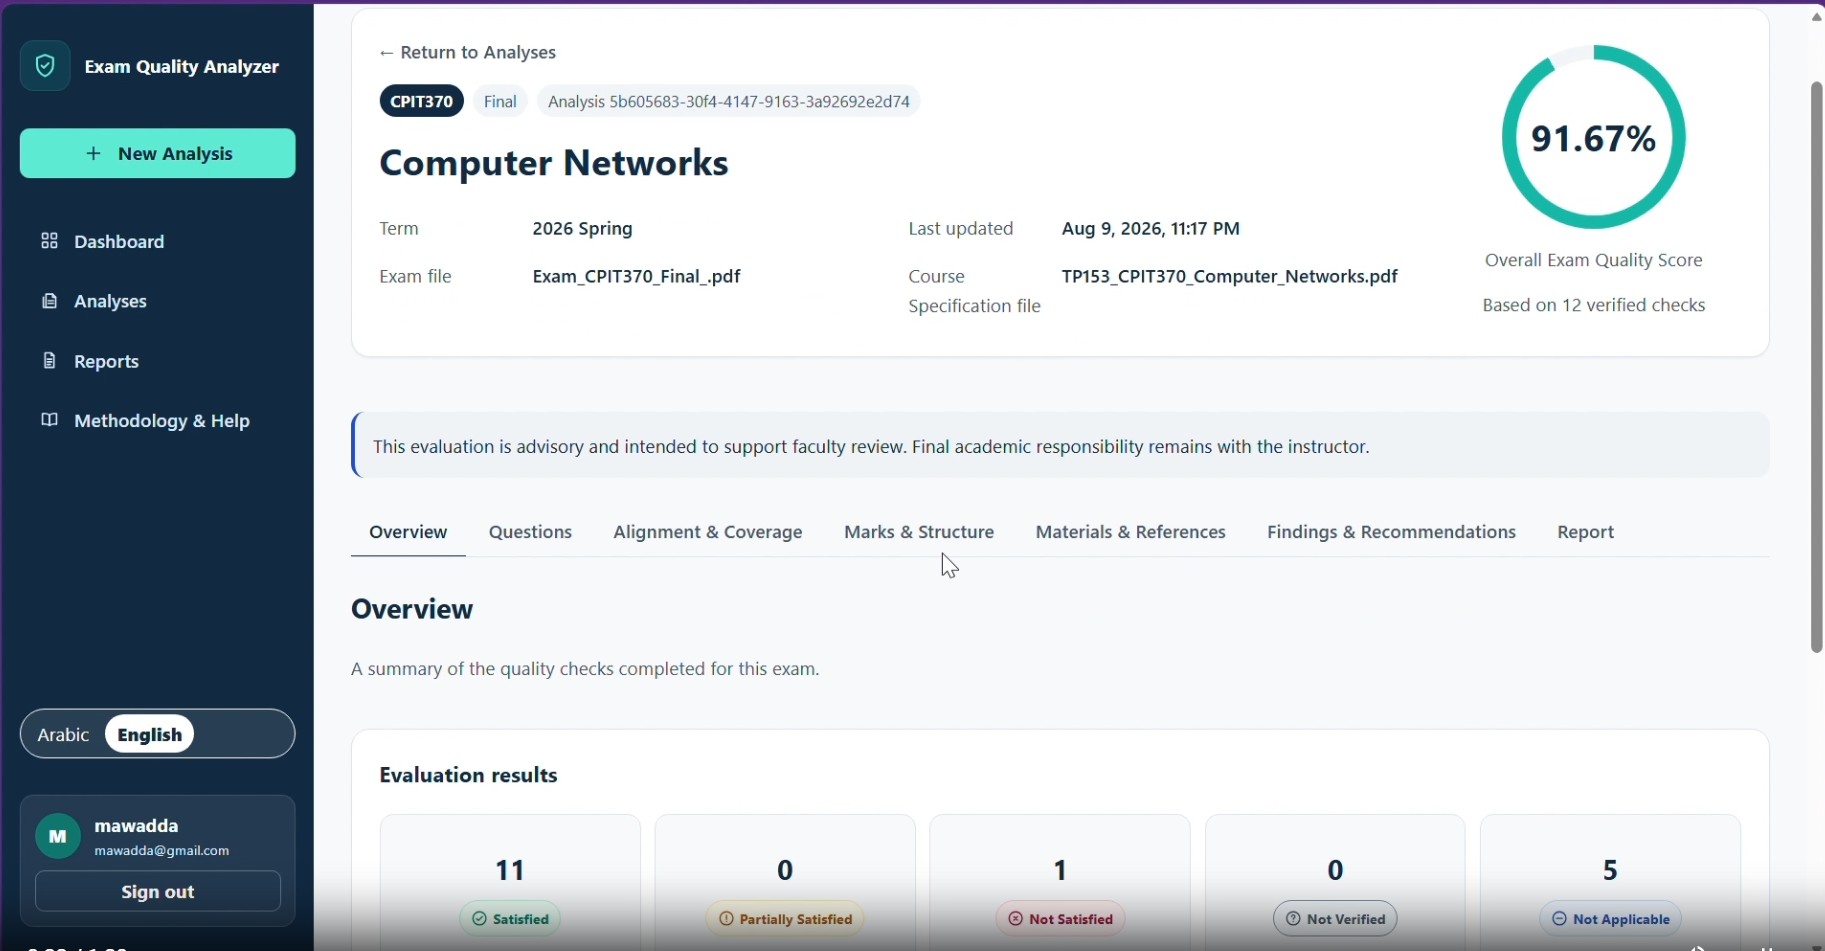 Exam Quality Analyzer
+ New Analysis
Dashboard
Analyses
Reports
Methodology & Help
Arabic English
M
mawadda
mawadda@gmail.com
Sign out
← Return to Analyses
CPIT370 Final Analysis 5b605683-30f4-4147-9163-3a92692e2d74
Computer Networks
Term 2026 Spring
Last updated Aug 9, 2026, 11:17 PM
Exam file Exam_CPIT370_Final_.pdf
Course TP153_CPIT370_Computer_Networks.pdf
Specification file
91.67%
Overall Exam Quality Score
Based on 12 verified checks
This evaluation is advisory and intended to support faculty review. Final academic responsibility remains with the instructor.
Overview Questions Alignment & Coverage Marks & Structure Materials & References Findings & Recommendations Report
Overview
A summary of the quality checks completed for this exam.
Evaluation results
11
Satisfied
0
Partially Satisfied
1
Not Satisfied
0
Not Verified
5
Not Applicable